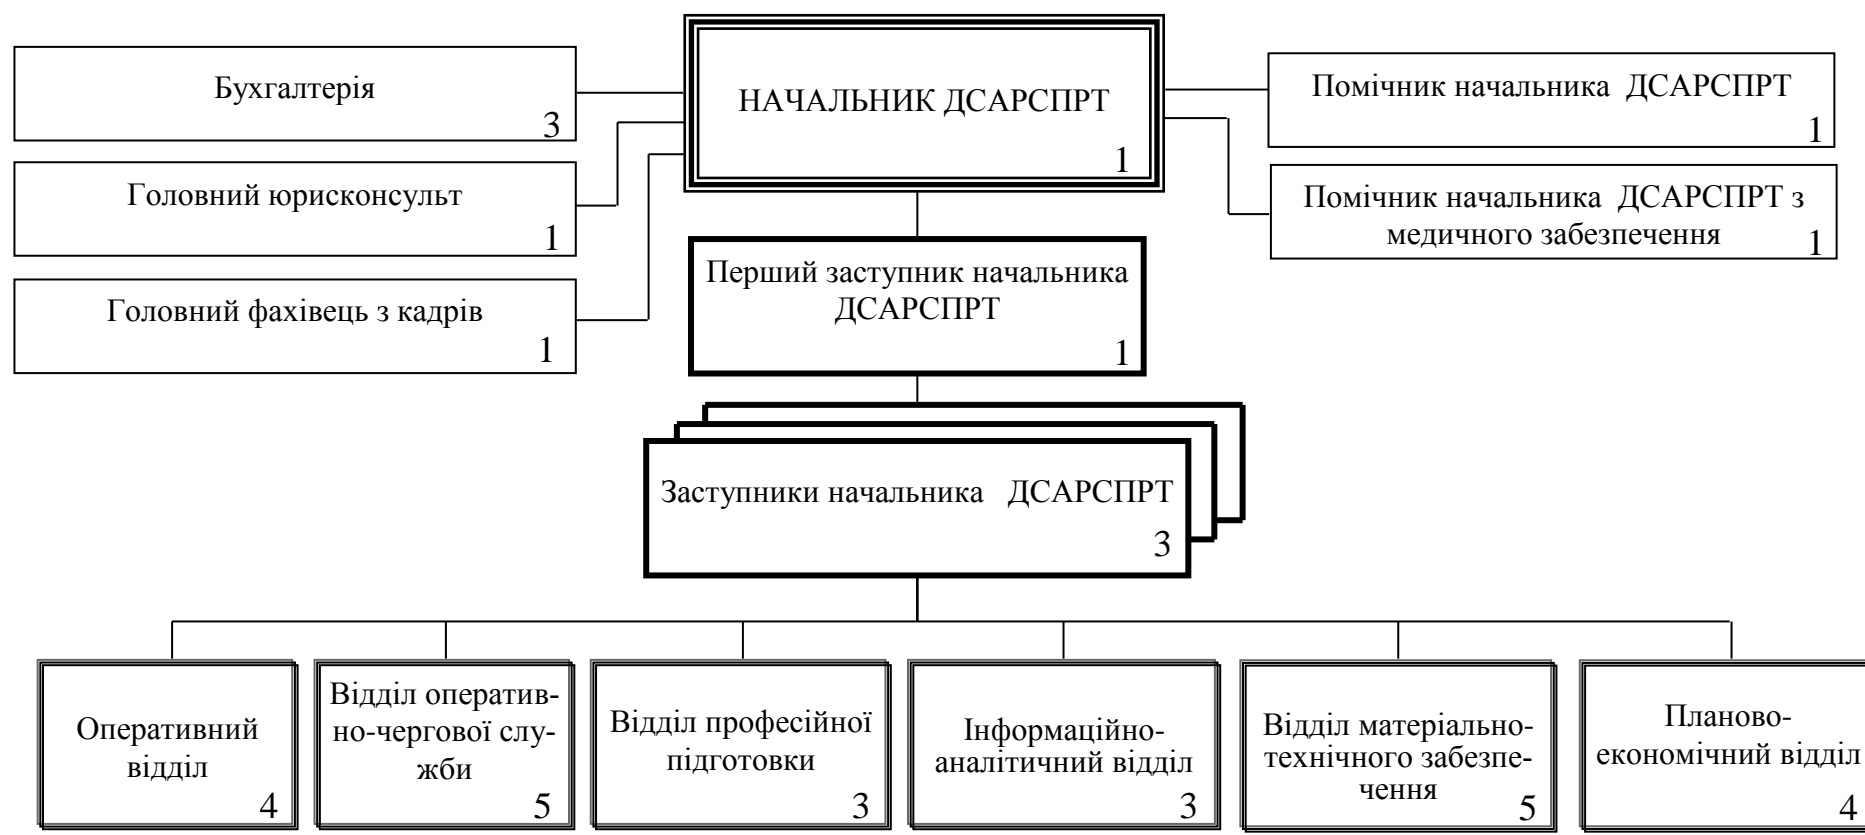 Бухгалтерія
3
НАЧАЛЬНИК ДСАРСПРТ
1
Помічник начальника ДСАРСПРТ
1
Головний юрисконсульт
1
Помічник начальника ДСАРСПРТ з
медичного забезпечення
1
Головний фахівець з кадрів
1
Перший заступник начальника
ДСАРСПРТ
1
Заступники начальника ДСАРСПРТ
3
Оперативний
відділ
4
Відділ оператив-
но-чергової слу-
жби
5
Відділ професійної
підготовки
3
Інформаційно-
аналітичний відділ
3
Відділ матеріально-
технічного забезпе-
чення
5
Планово-
економічний відділ
4